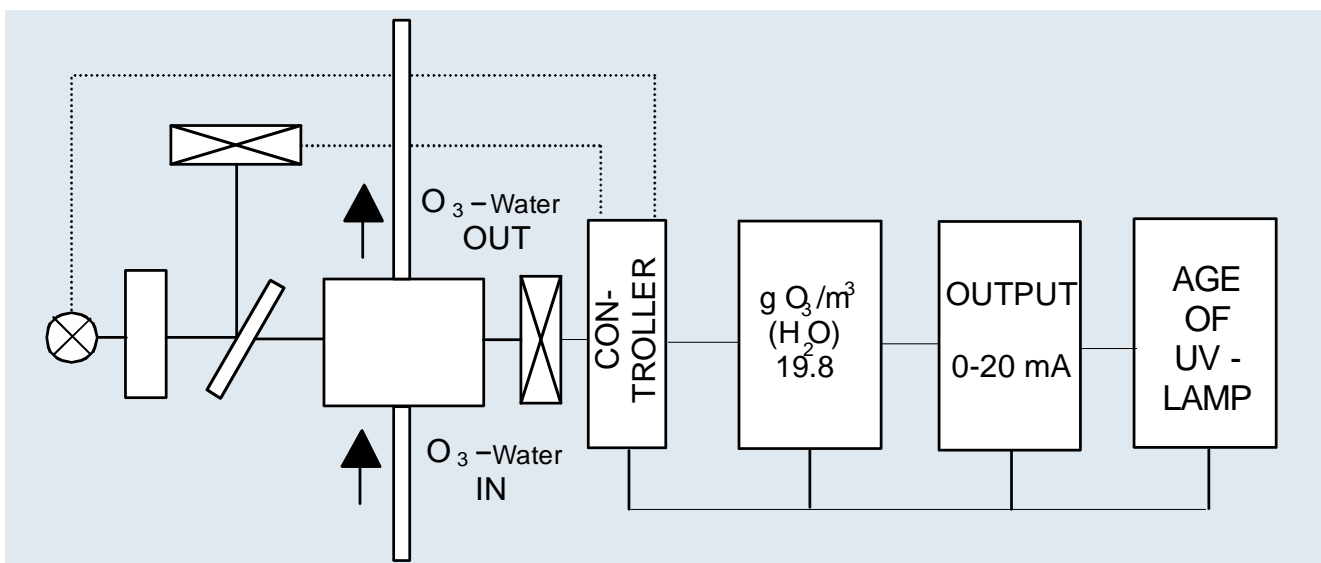 O3–Water
OUT
CON-
TROLLER
g O3/m3
(H2O)
19.8
OUTPUT
0-20 mA
AGE
OF
UV -
LAMP
O3–Water
IN